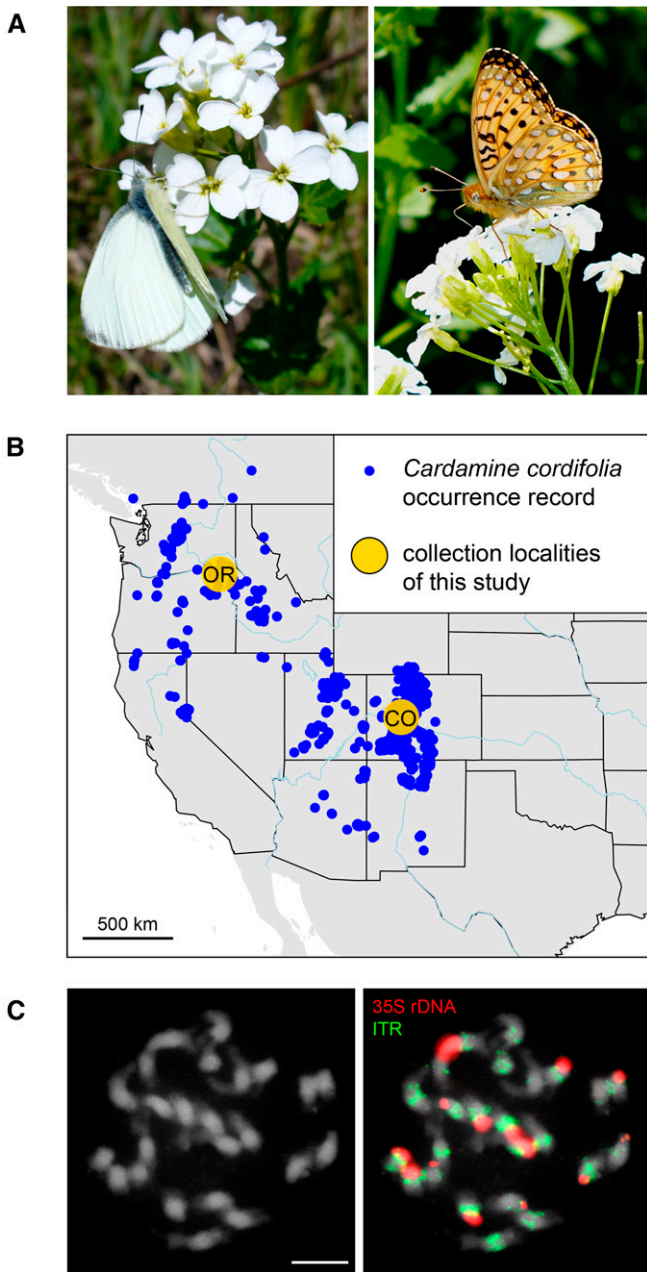 A
B
Cardamine cordifolia
occurrence record
collection localities
of this study
OR
CO
500 km
C
35S rDNA
ITR